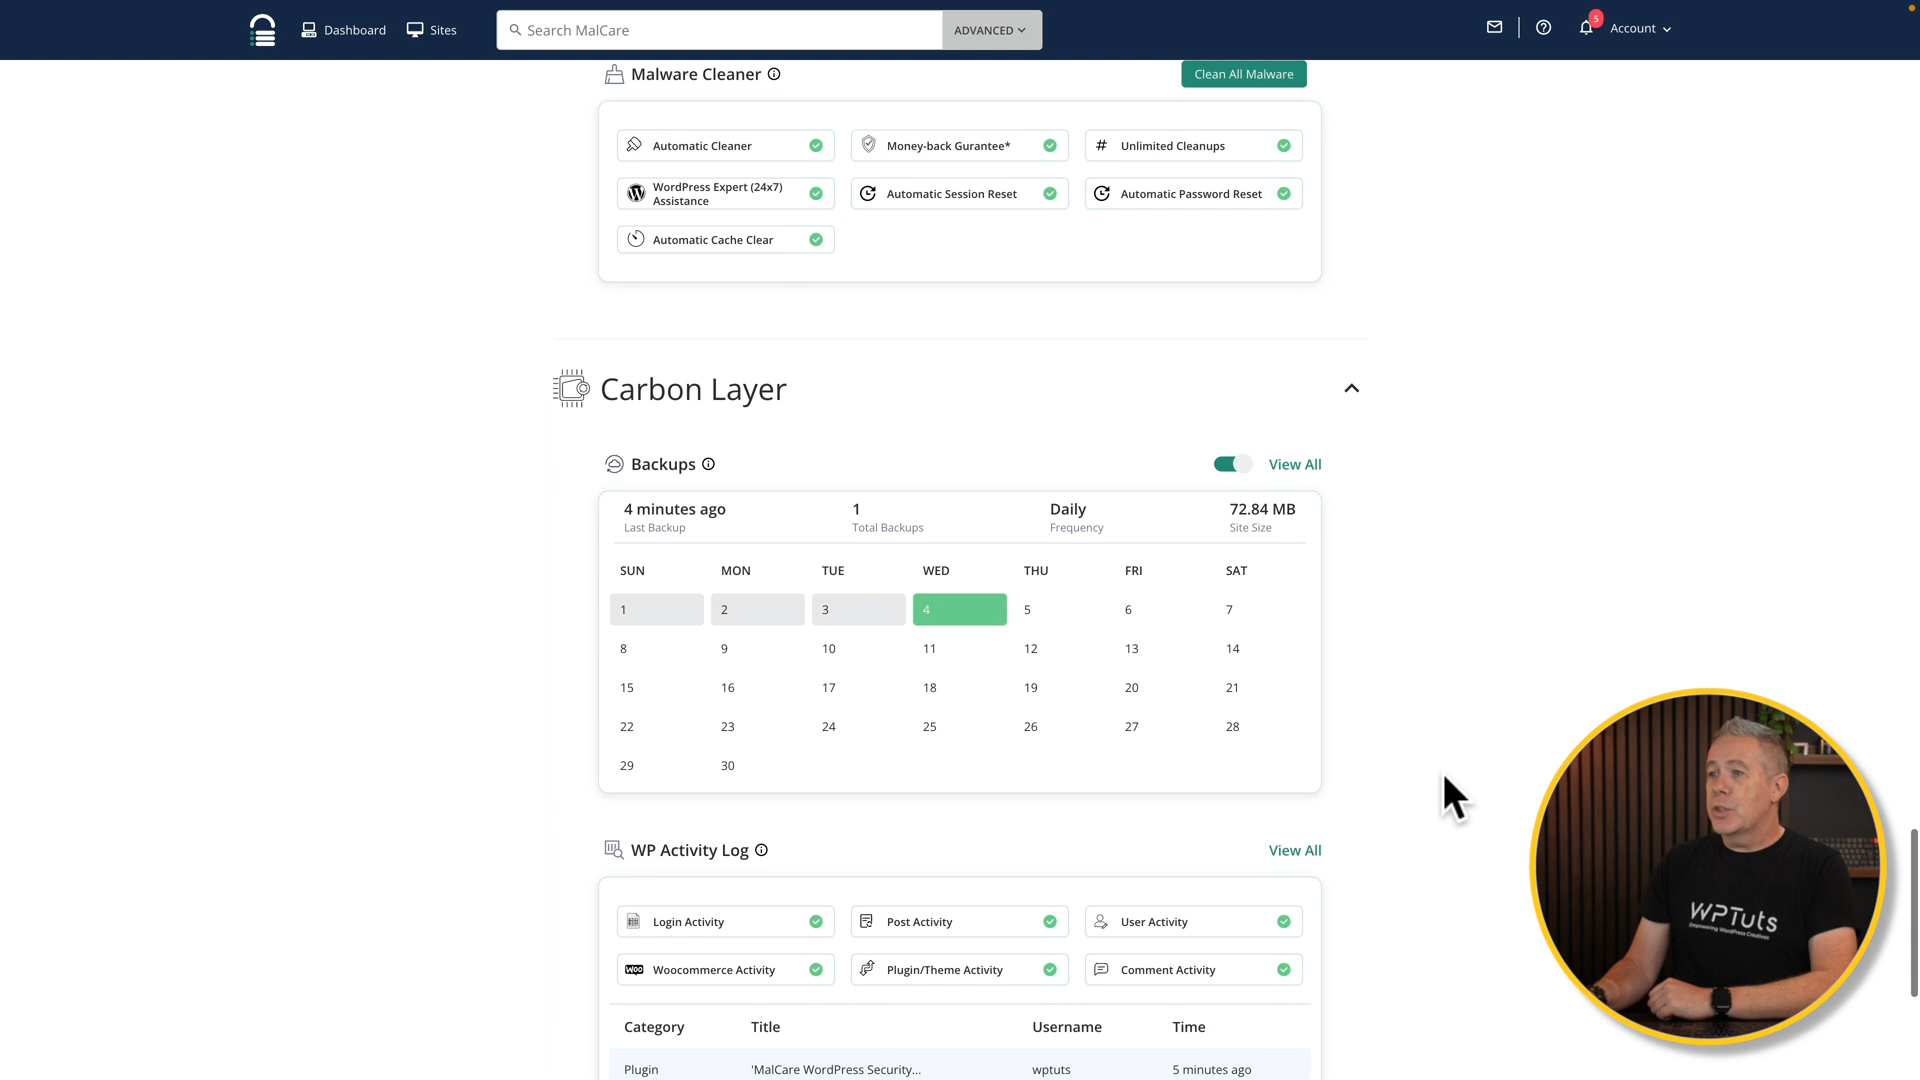 Dashboard Sites Search MalCare ADVANCED 5 Account
Malware Cleaner Clean All Malware
Automatic Cleaner Money-back Gurantee* # Unlimited Cleanups
WordPress Expert (24x7)
Assistance Automatic Session Reset Automatic Password Reset
Automatic Cache Clear
Carbon Layer
Backups View All
4 minutes ago 1 Daily 72.84 MB
Last Backup Total Backups Frequency Site Size
SUN MON TUE WED THU FRI SAT
1 2 3 4 5 6 7
8 9 10 11 12 13 14
15 16 17 18 19 20 21
22 23 24 25 26 27 28
29 30
WP Activity Log View All
Login Activity Post Activity User Activity
WOO Woocommerce Activity Plugin/Theme Activity Comment Activity
Category Title Username Time
Plugin 'MalCare WordPress Security... wptuts 5 minutes ago
WPTuts
Empowering WordPress Creatives